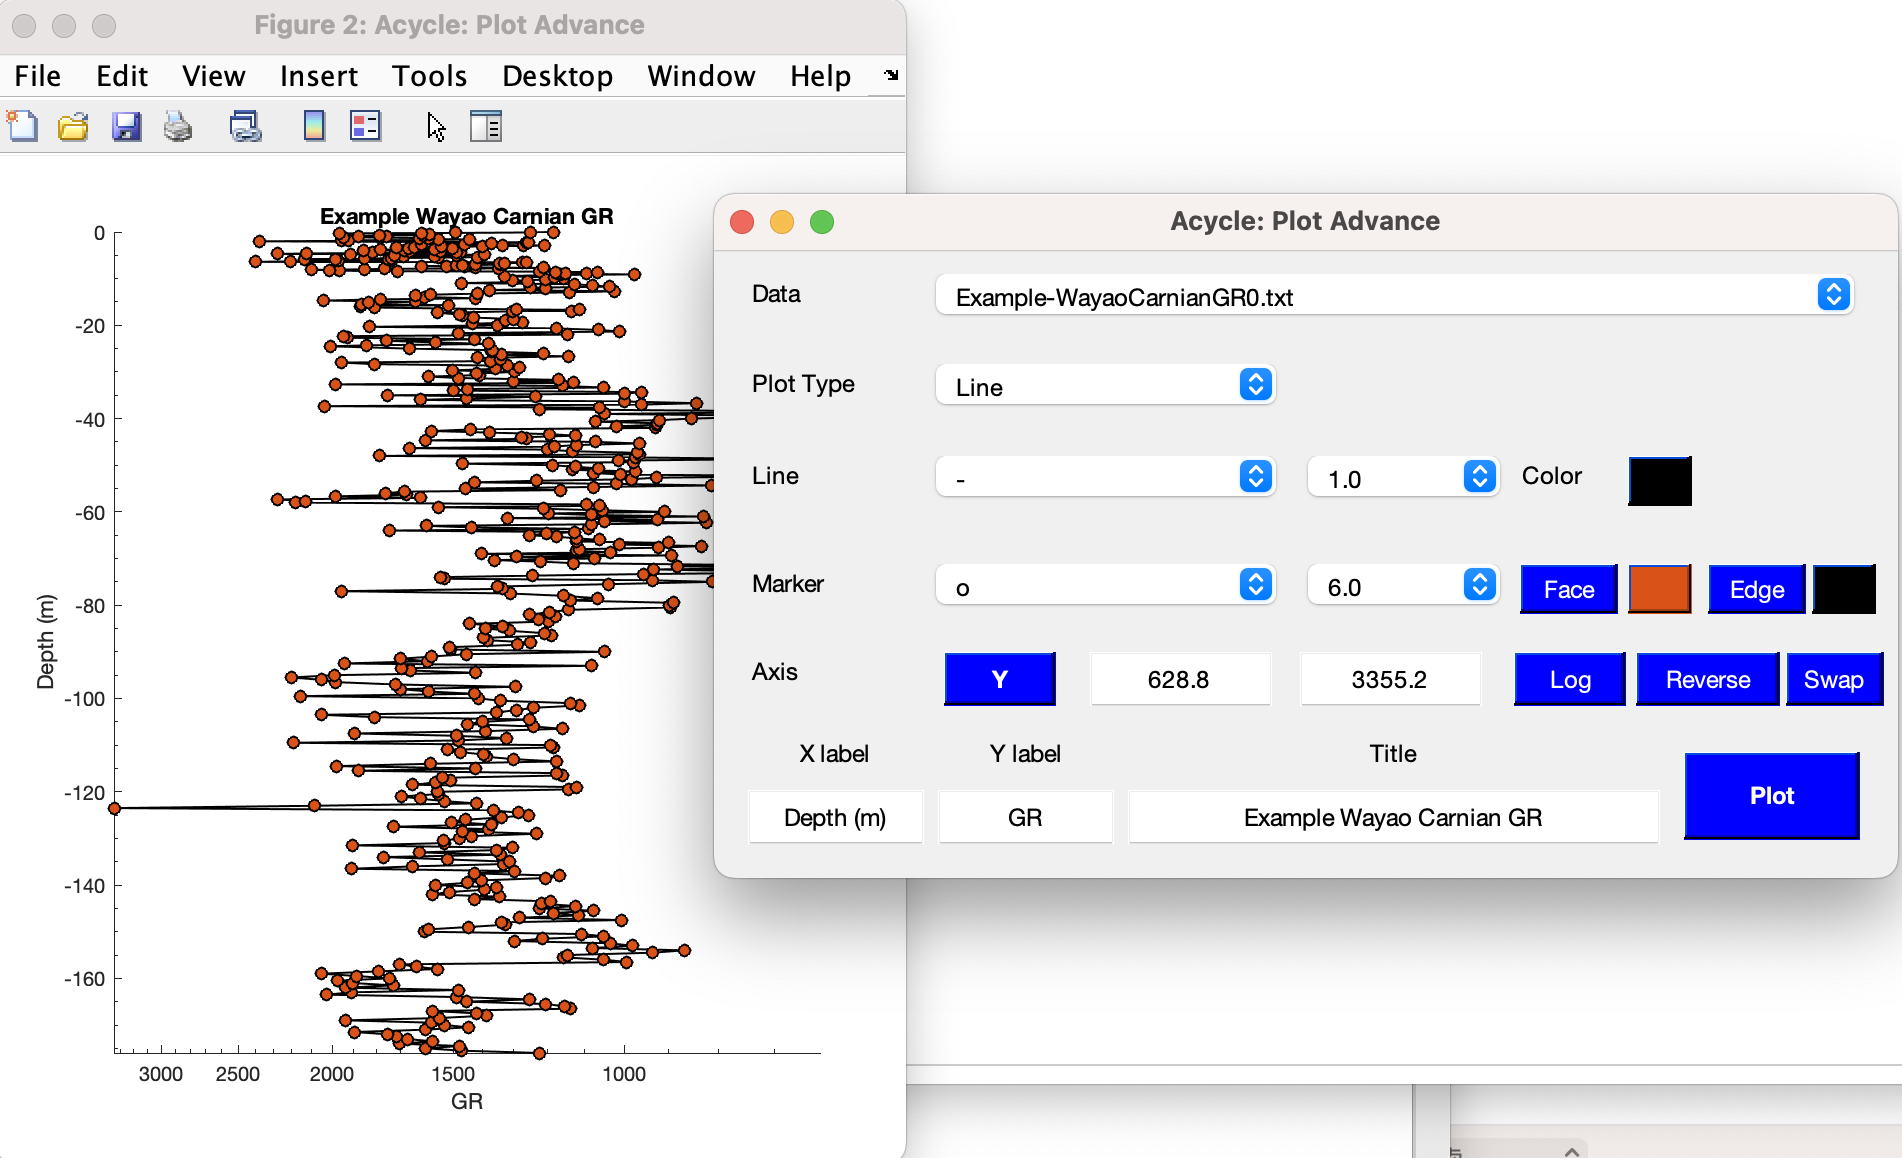 Figure 2: Acycle: Plot Advance
File Edit View Insert Tools Desktop Window Help
Example Wayao Carnian GR
0
-20
-40
-60
-80
-100
-120
-140
-160
Depth (m)
3000 2500 2000 1500 1000
GR
Acycle: Plot Advance
Data Example-WayaoCarnianGR0.txt
Plot Type Line
Line - 1.0 Color
Marker o 6.0 Face Edge
Axis Y 628.8 3355.2 Log Reverse Swap
X label Y label Title
Depth (m) GR Example Wayao Carnian GR Plot